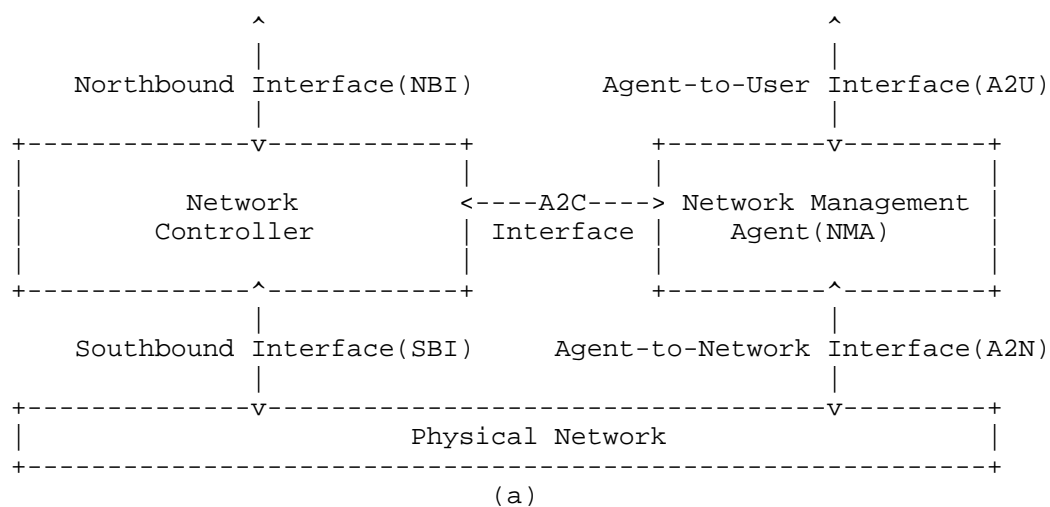 Northbound Interface(NBI) Agent-to-User Interface(A2U)
Network <----A2C----> Network Management
Controller Interface Agent(NMA)
Southbound Interface(SBI) Agent-to-Network Interface(A2N)
Physical Network
(a)